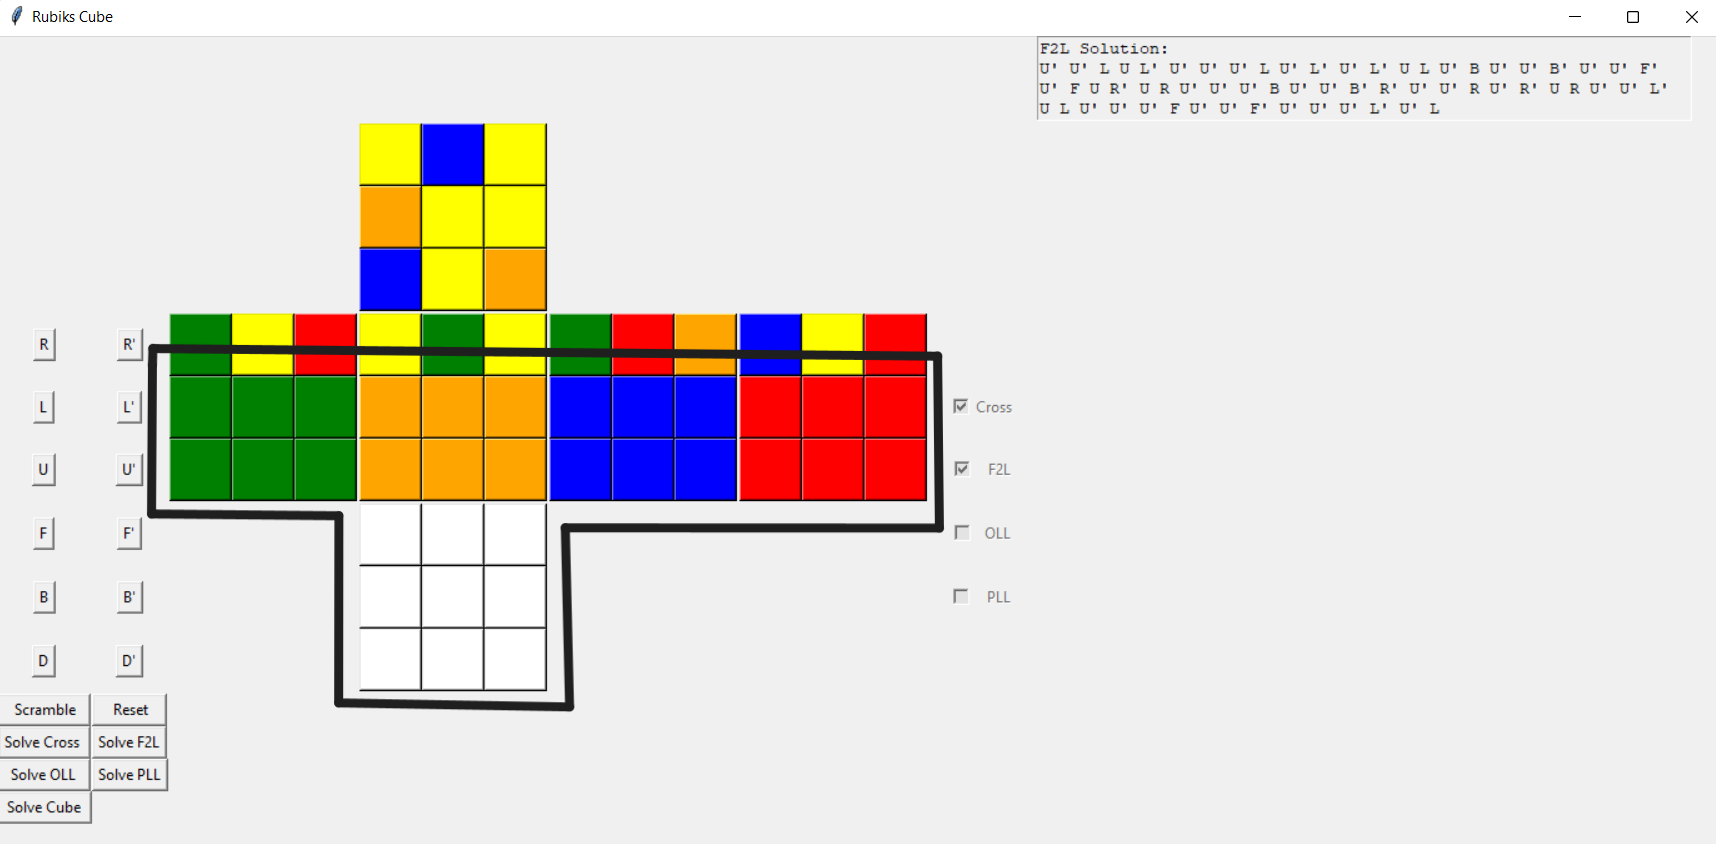 Rubiks Cube
F2L Solution:
U' U' L U L' U' U' U' L U' L' U' L' U L U' B U' U' B' U' U' F'
U' F U R' U R U' U' U' B U' U' B' R' U' U' R U' R' U R U' U' L'
U L U' U' U' F U' U' F' U' U' U' L' U' L
R R'
L L' Cross
U U' F2L
F F' OLL
B B' PLL
D D'
Scramble Reset
Solve Cross Solve F2L
Solve OLL Solve PLL
Solve Cube